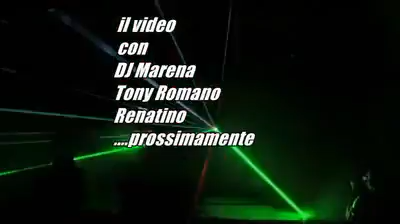 il video
con
DJ Marena
Tony Romano
Renatino
....prossimamente